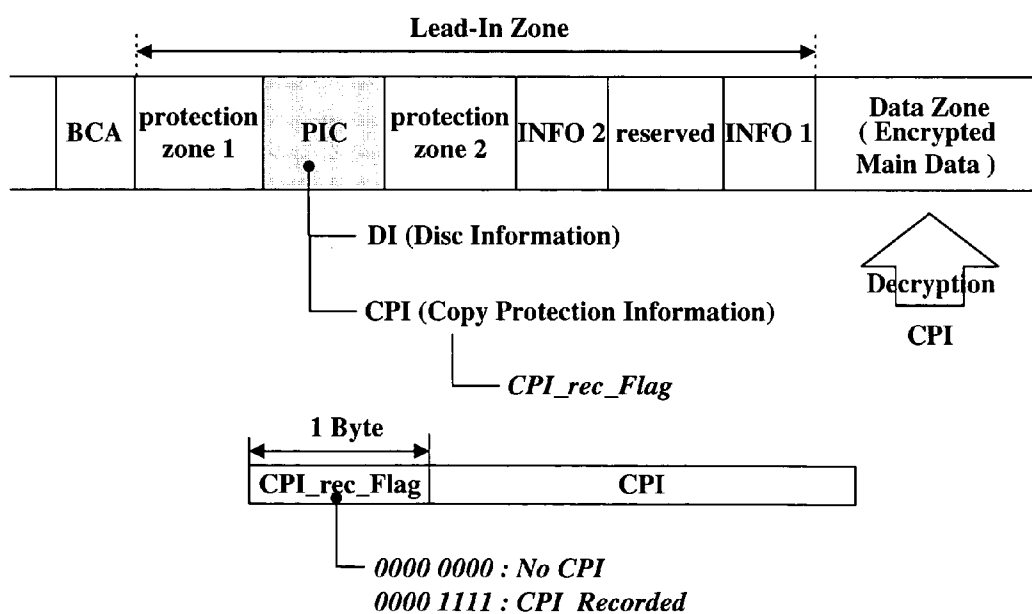 Lead-In Zone
BCA
protection
zone 1
PIC
protection
zone 2
INFO 2
reserved
INFO 1
Data Zone
( Encrypted
Main Data )
DI (Disc Information)
CPI (Copy Protection Information)
CPI_rec_Flag
Decryption
CPI
1 Byte
CPI_rec_Flag
CPI
0000 0000 : No CPI
0000 1111 : CPI Recorded